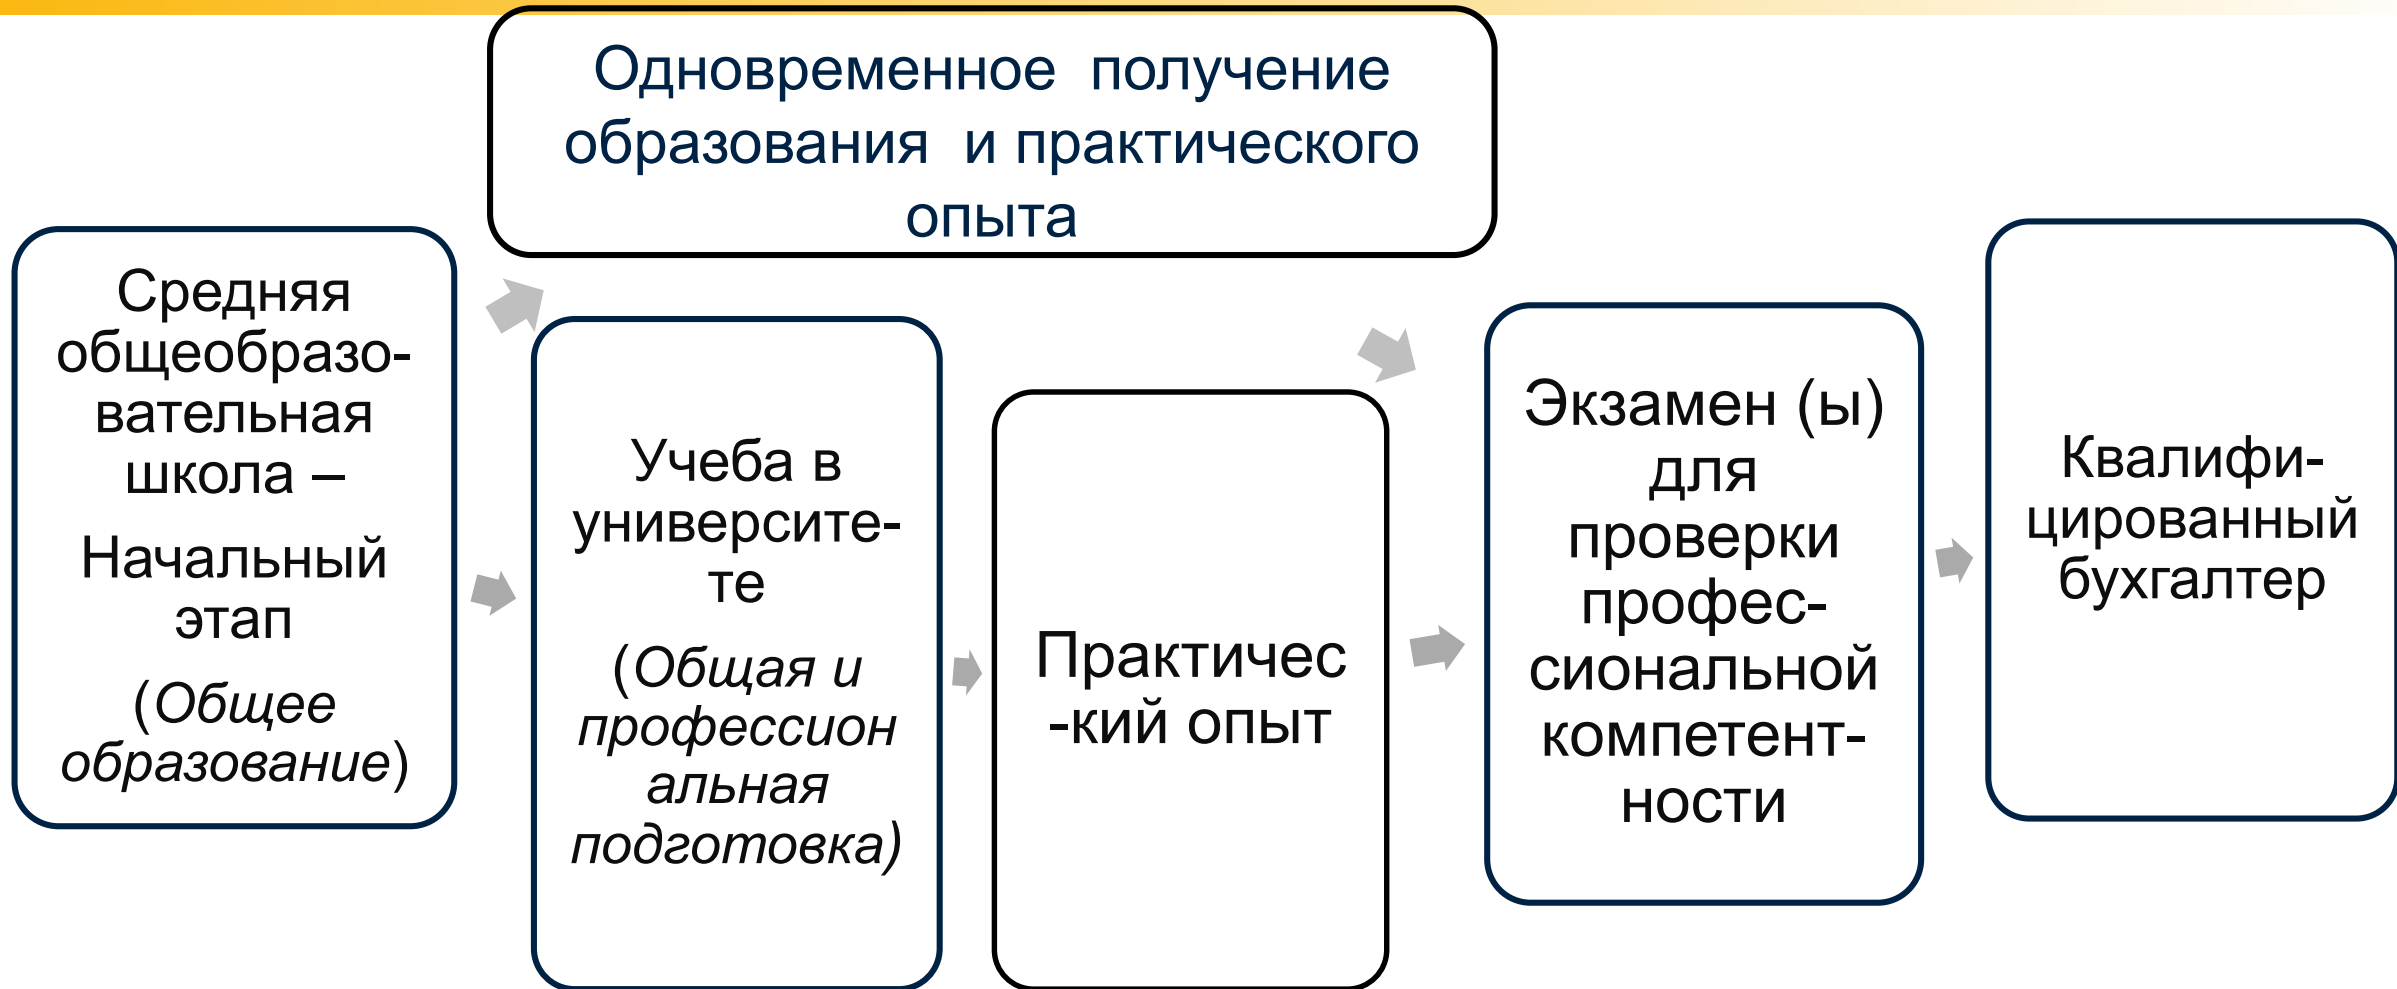 Одновременное получение
образования и практического
опыта
Средняя
общеобразо-
вательная
школа –
Начальный
этап
(Общее
образование)
Учеба в
университе-
те
(Общая и
профессион
альная
подготовка)
Практичес
-кий опыт
Экзамен (ы)
для
проверки
профес-
сиональной
компетент-
ности
Квалифи-
цированный
бухгалтер